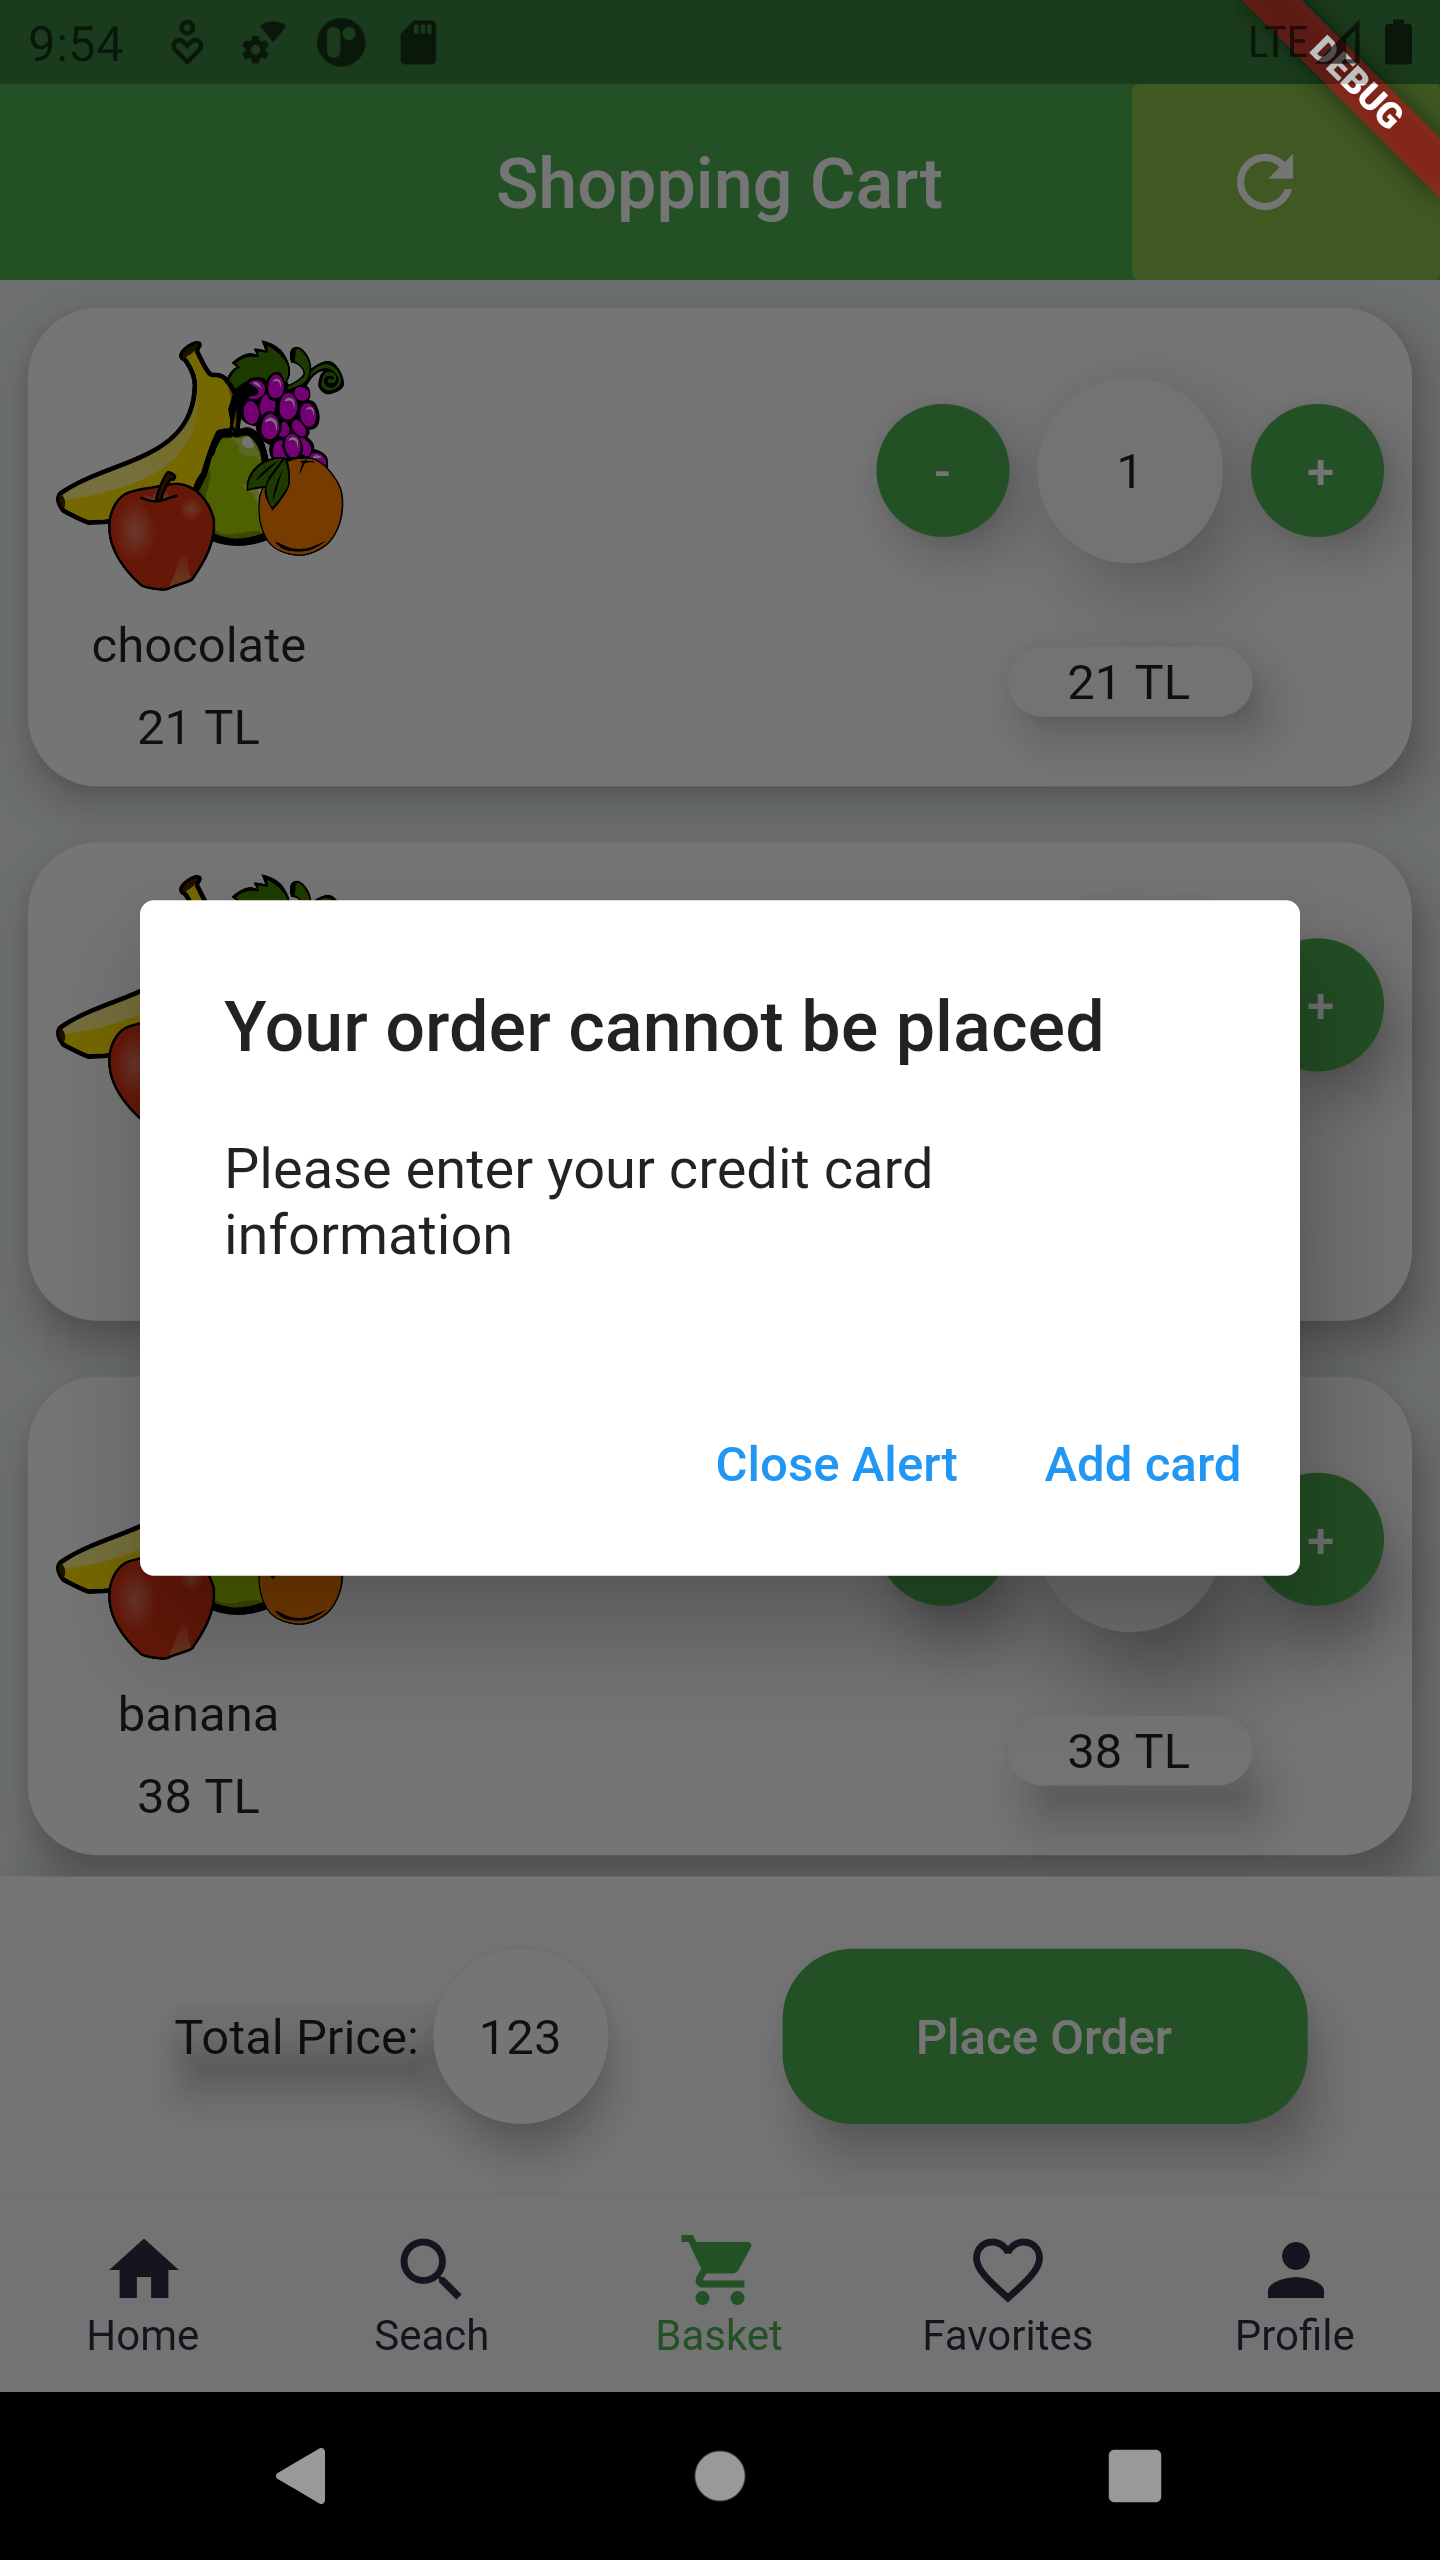 9:54
LTE
DEBUG
Shopping Cart
- 1 +
chocolate
21 TL
21 TL
+
Your order cannot be placed
Please enter your credit card
information
Close Alert Add card
+
banana
38 TL
38 TL
Total Price: 123
Place Order
Home Seach Basket Favorites Profile